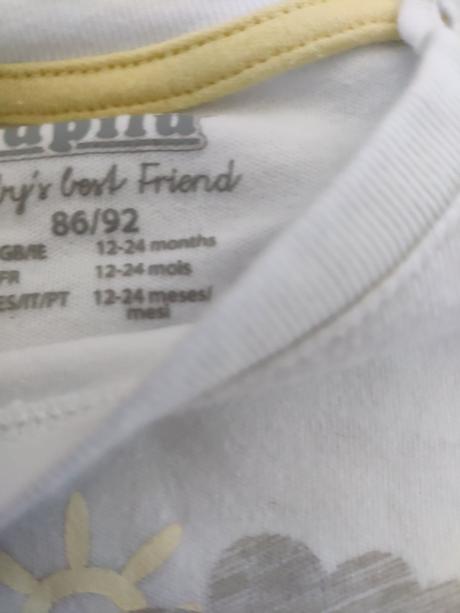 best Friend
86/92
GB/IE 12-24 months
FR 12-24 mois
ES/IT/PT 12-24 meses/
mesi